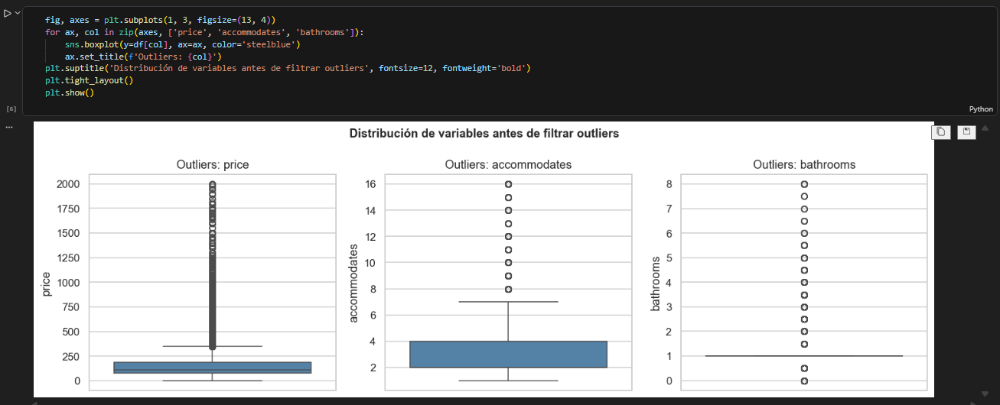 fig, axes = plt.subplots(1, 3, figsize=(13, 4))
for ax, col in zip(axes, ['price', 'accommodates', 'bathrooms']):
    sns.boxplot(y=df[col], ax=ax, color='steelblue')
    ax.set_title(f'Outliers: {col}')
plt.suptitle('Distribución de variables antes de filtrar outliers', fontsize=12, fontweight='bold')
plt.tight_layout()
plt.show()
[6]
Python
...
Distribución de variables antes de filtrar outliers
Outliers: price
2000
1750
1500
1250
1000
750
500
250
0
price
Outliers: accommodates
16
14
12
10
8
6
4
2
accommodates
Outliers: bathrooms
8
7
6
5
4
3
2
1
0
bathrooms